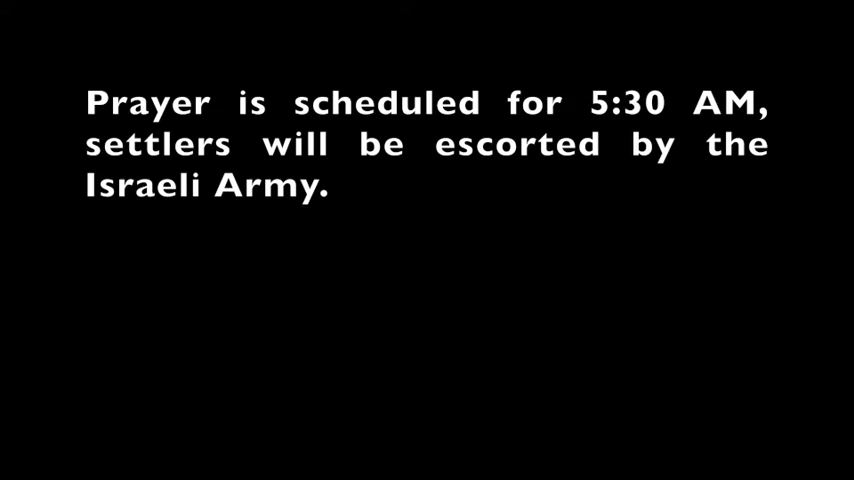 Prayer is scheduled for 5:30 AM,
settlers will be escorted by the
Israeli Army.